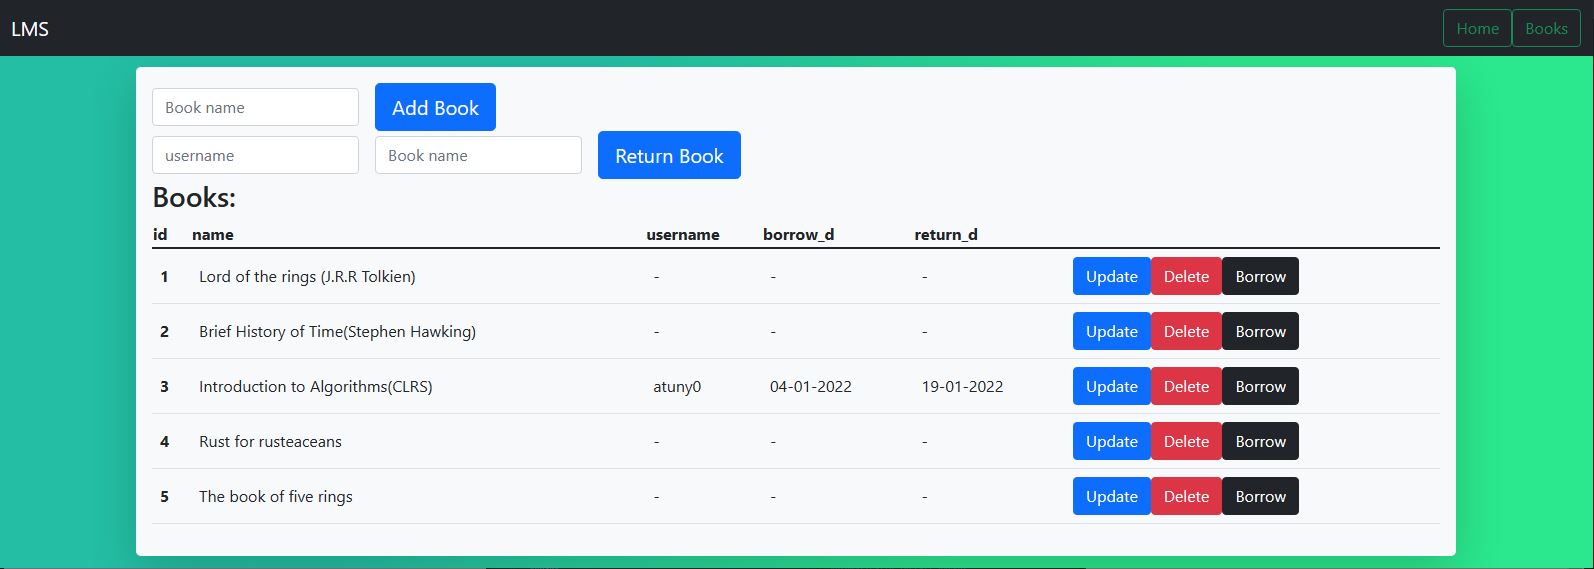 LMS Home Books
Book name Add Book
username Book name Return Book
Books:
id name username borrow_d return_d
1 Lord of the rings (J.R.R Tolkien) - - - Update Delete Borrow
2 Brief History of Time(Stephen Hawking) - - - Update Delete Borrow
3 Introduction to Algorithms(CLRS) atuny0 04-01-2022 19-01-2022 Update Delete Borrow
4 Rust for rusteaceans - - - Update Delete Borrow
5 The book of five rings - - - Update Delete Borrow